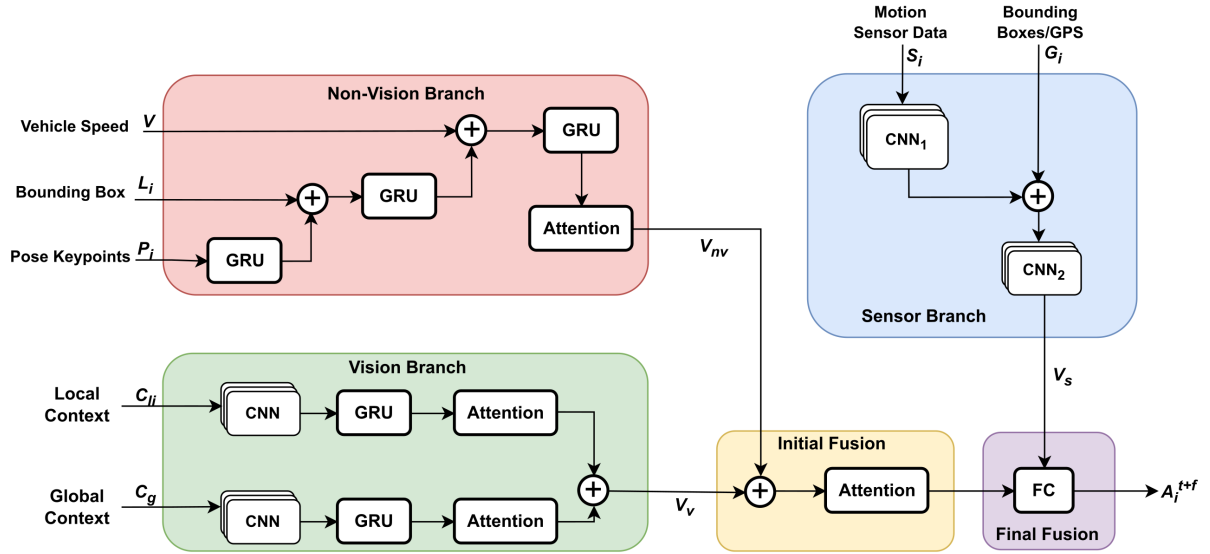 Motion
Sensor Data
S_i
Bounding
Boxes/GPS
G_i
Non-Vision Branch
Vehicle Speed
V
GRU
Bounding Box
L_i
GRU
Attention
Pose Keypoints
P_i
GRU
V_nv
CNN_1
CNN_2
Sensor Branch
V_s
Vision Branch
Local
Context
C_li
CNN
GRU
Attention
Global
Context
C_g
CNN
GRU
Attention
V_v
Initial Fusion
Attention
FC
Final Fusion
A_i^t+f